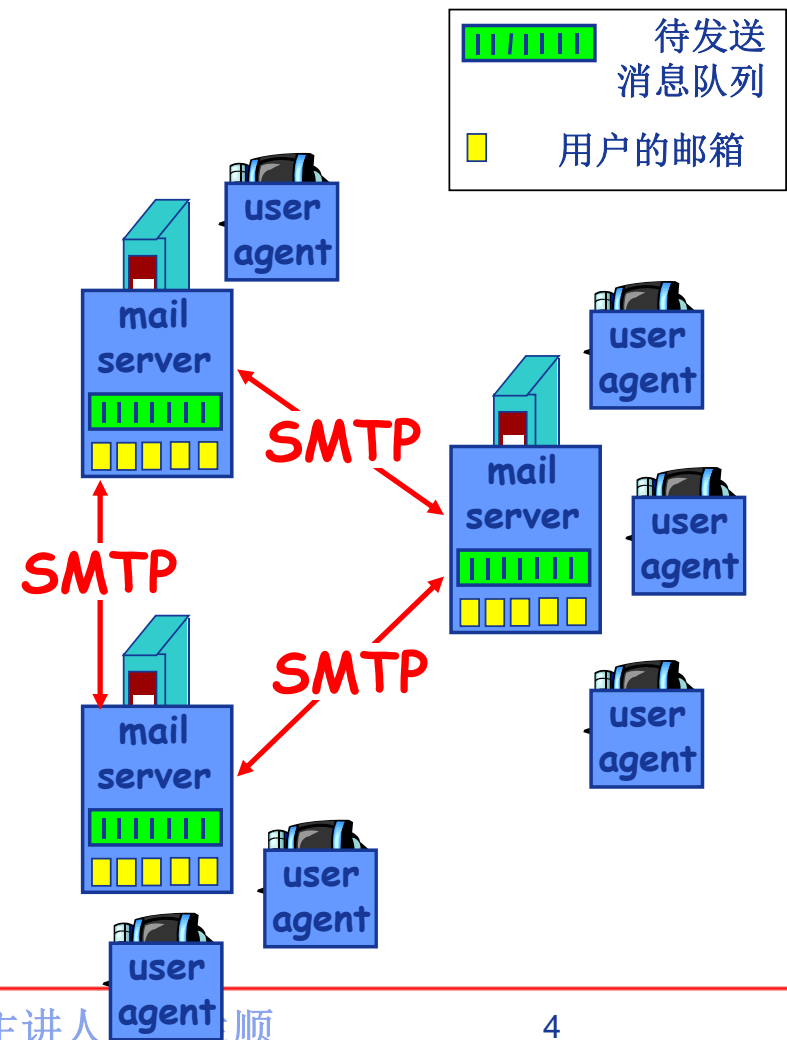 待发送
消息队列
用户的邮箱
user
agent
mail
server
user
agent
SMTP
mail
server
user
agent
SMTP
SMTP
mail
server
user
agent
user
agent
user
agent
主讲人
顺
4